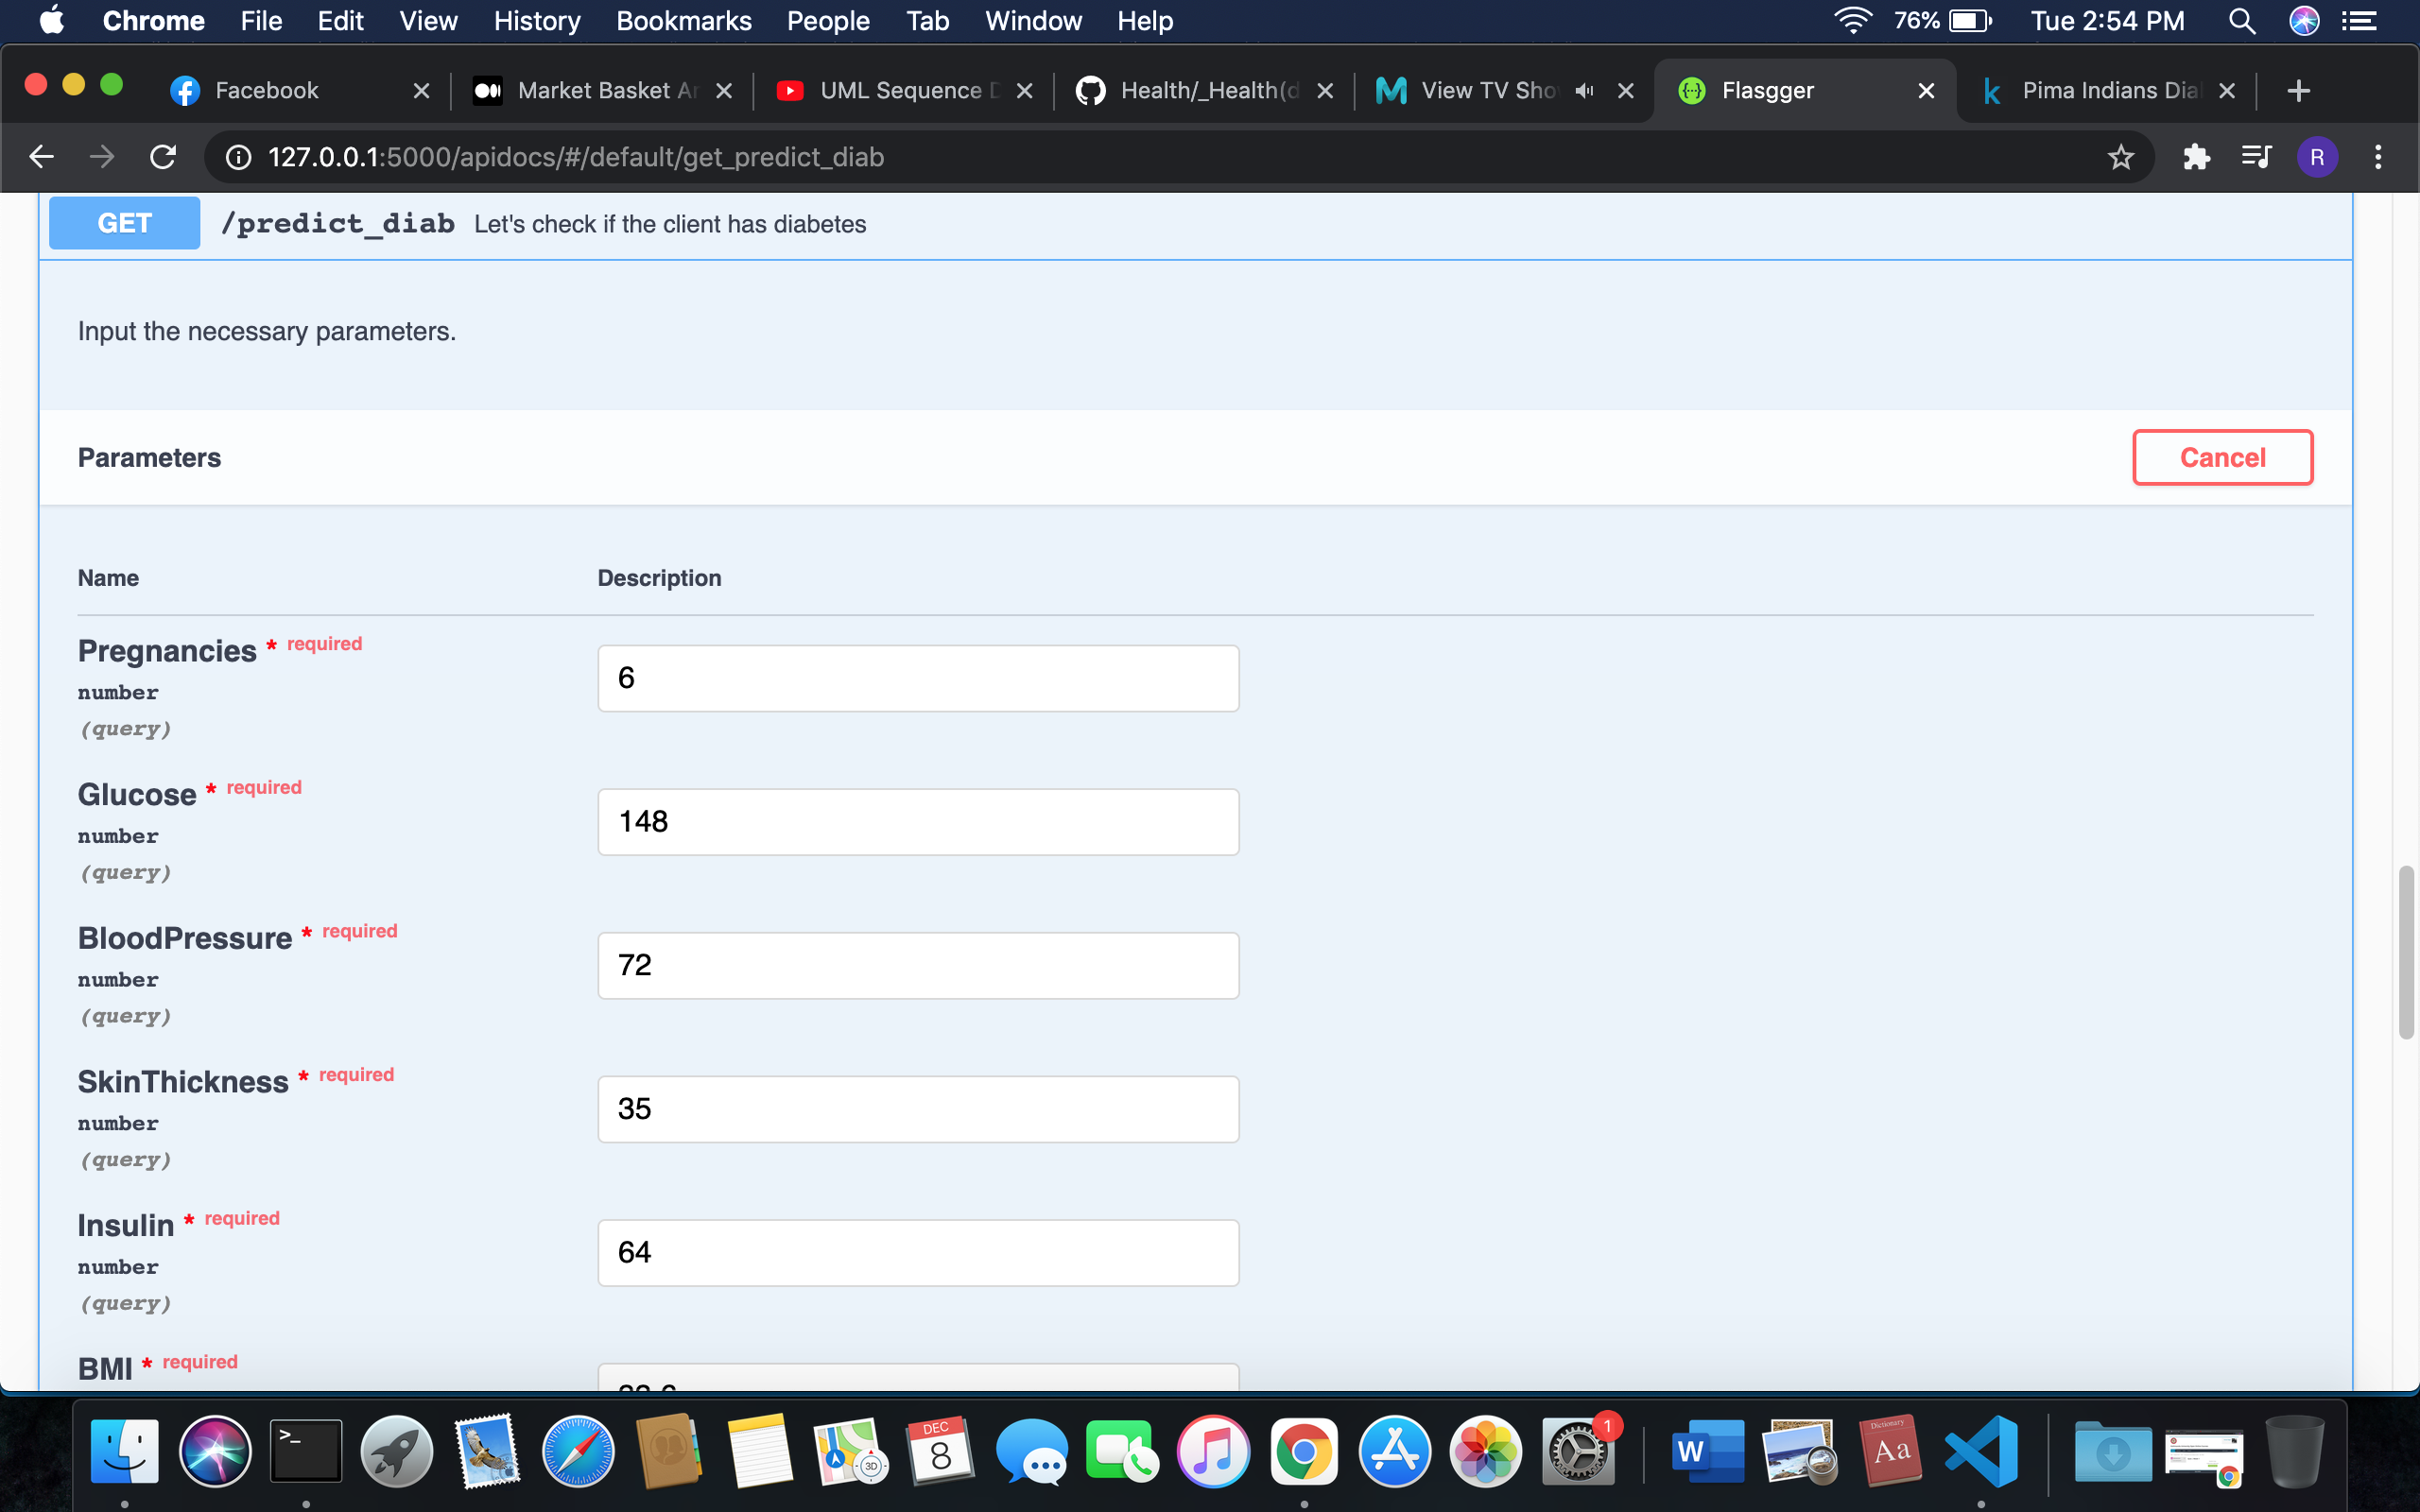 Chrome File Edit View History Bookmarks People Tab Window Help 76% Tue 2:54 PM
Facebook Market Basket Ar UML Sequence D Health/_Health(d View TV Sho Flasgger k Pima Indians Dia
127.0.0.1:5000/apidocs/#/default/get_predict_diab R
GET /predict_diab Let's check if the client has diabetes
Input the necessary parameters.
Parameters Cancel
Name Description
Pregnancies * required
6
number
(query)
Glucose * required
148
number
(query)
BloodPressure * required
72
number
(query)
SkinThickness * required
35
number
(query)
Insulin * required
64
number
(query)
BMI * required
>_ 3D DEC 8 1 W Dictionary Aa